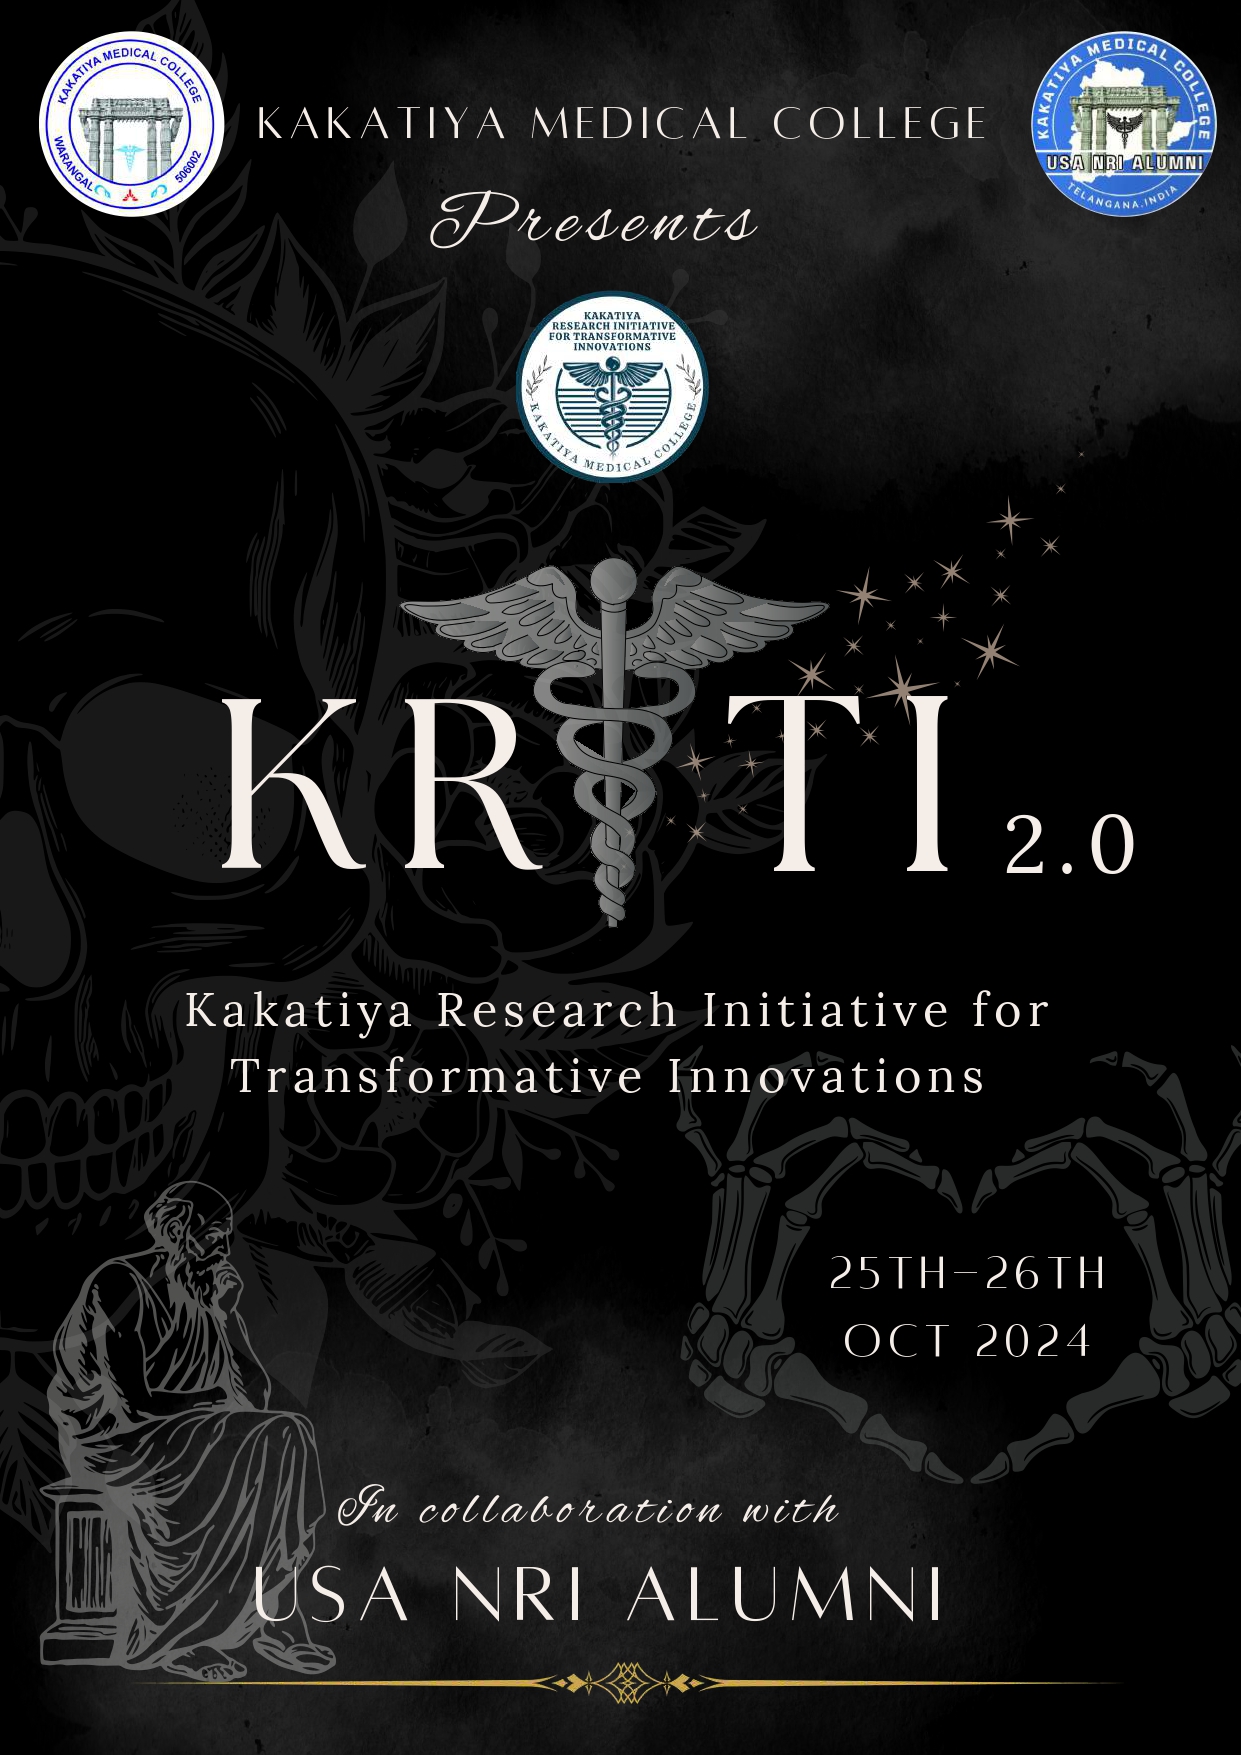 KAKATIYA MEDICAL COLLEGE
WARANGAL 506002
KAKATIYA MEDICAL COLLEGE
KAKATIYA MEDICAL COLLEGE
USA NRI ALUMNI
TELANGANA.INDIA
Presents
KAKATIYA
RESEARCH INITIATIVE
FOR TRANSFORMATIVE
INNOVATIONS
KAKATIYA MEDICAL COLLEGE
KR TI 2.0
Kakatiya Research Initiative for
Transformative Innovations
25TH-26TH
OCT 2024
In collaboration with
USA NRI ALUMNI